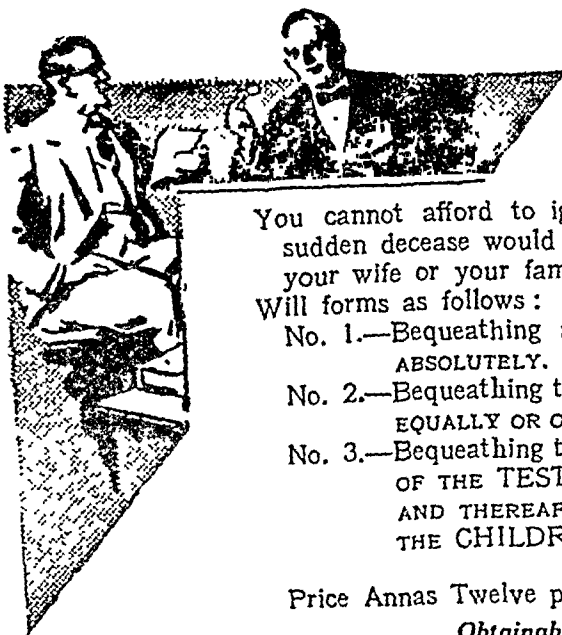 You cannot afford to ig
sudden decease would
your wife or your fam
Will forms as follows :
No. 1.—Bequeathing a
ABSOLUTELY.
No. 2.—Bequeathing t
EQUALLY OR O
No. 3.—Bequeathing t
OF THE TEST
AND THEREAF
THE CHILDR
Price Annas Twelve p
Obtainab